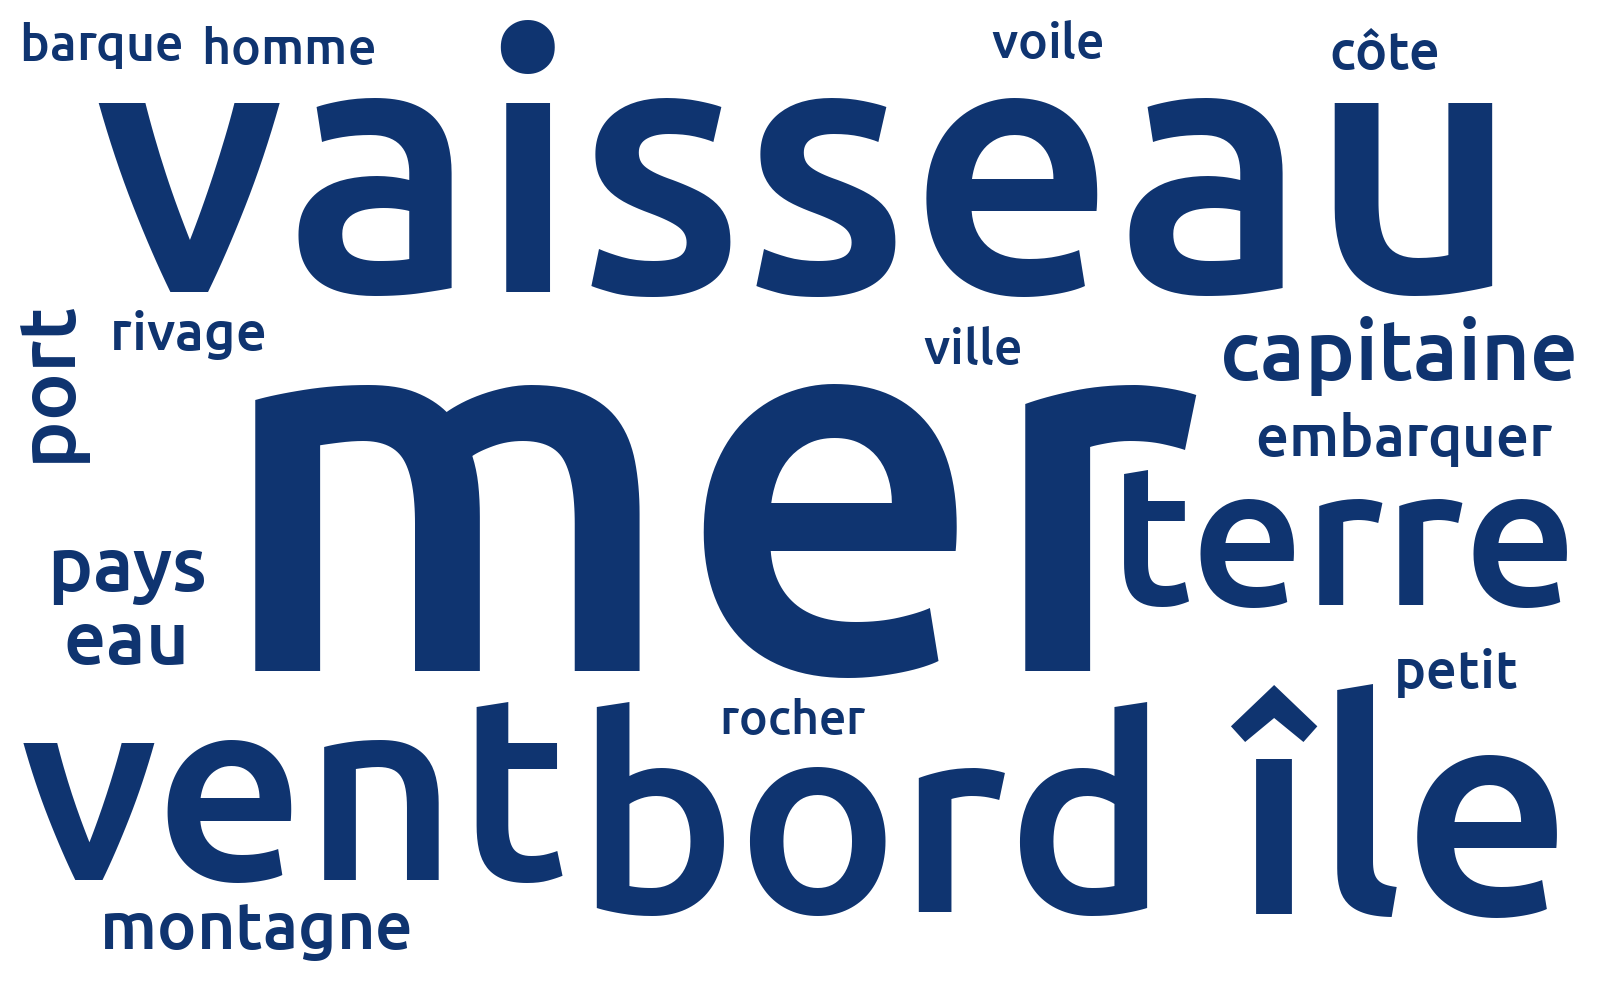 barque
homme
voile
côte
vaisseau
port
rivage
ville
capitaine
mer
embarquer
terre
pays
eau
petit
vent
rocher
bord
île
montagne